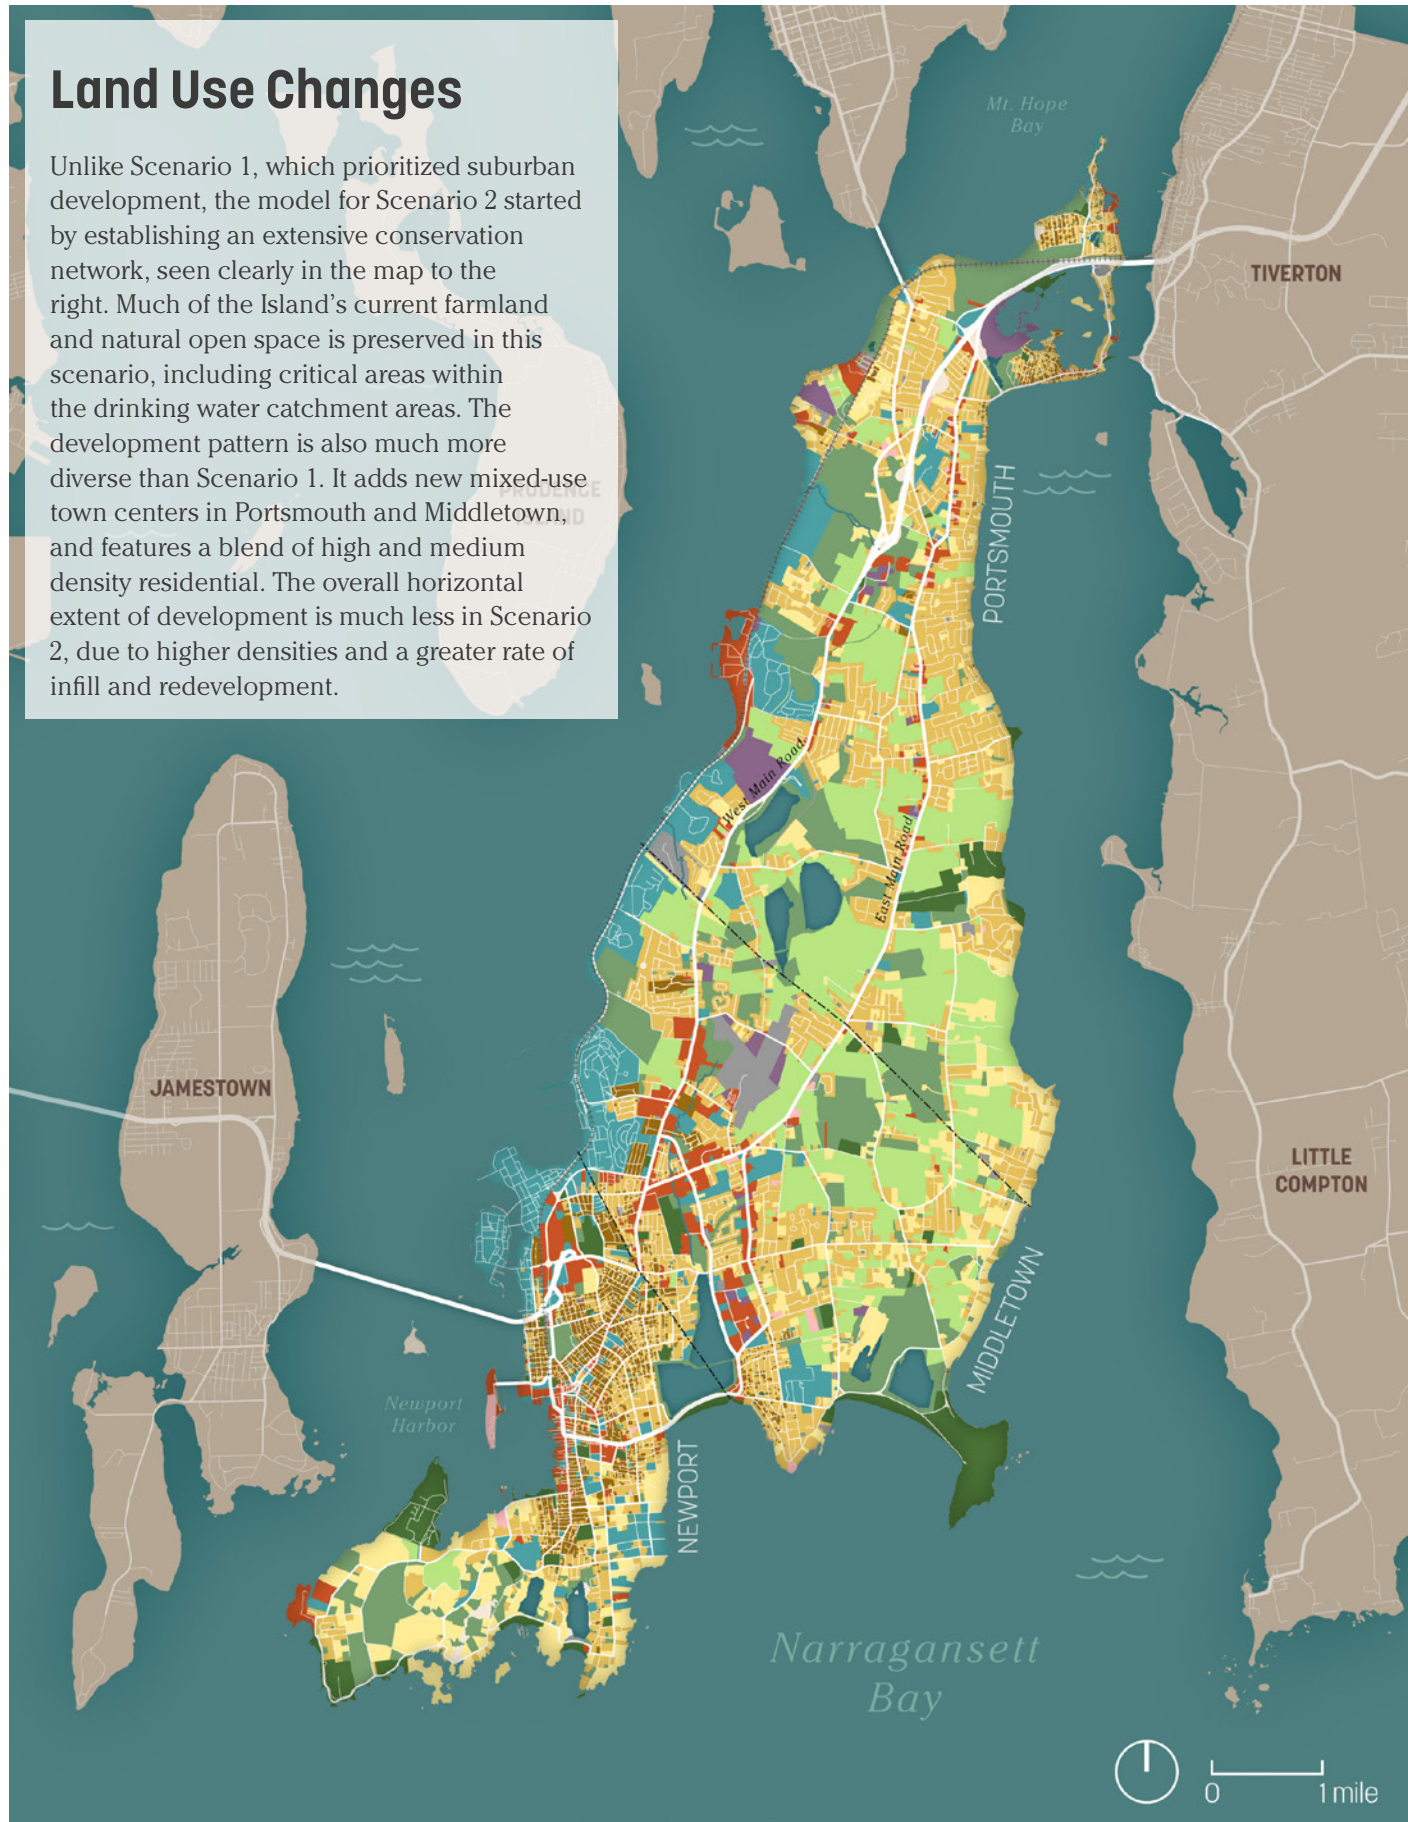 Land Use Changes
Unlike Scenario 1, which prioritized suburban
development, the model for Scenario 2 started
by establishing an extensive conservation
network, seen clearly in the map to the
right. Much of the Island’s current farmland
and natural open space is preserved in this
scenario, including critical areas within
the drinking water catchment areas. The
development pattern is also much more
diverse than Scenario 1. It adds new mixed-use
town centers in Portsmouth and Middletown,
and features a blend of high and medium
density residential. The overall horizontal
extent of development is much less in Scenario
2, due to higher densities and a greater rate of
infill and redevelopment.
PRUDENCE
ISLAND
Mt. Hope
Bay
TIVERTON
PORTSMOUTH
West Main Road
East Main Road
JAMESTOWN
LITTLE
COMPTON
MIDDLETOWN
Newport
Harbor
NEWPORT
Narragansett
Bay
0 1 mile